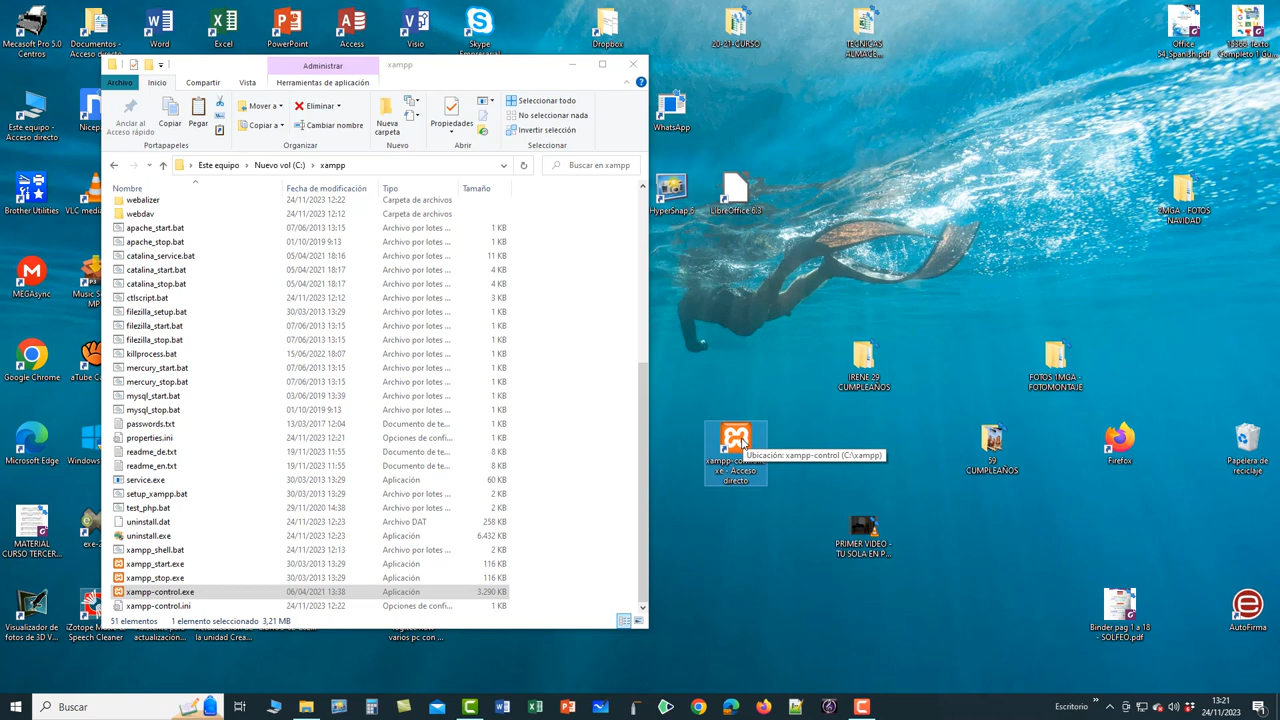 Mecasoft Pro 5.0
Centros
Documentos -
Acceso directo
Word
Excel
PowerPoint
Access
Visio
Skype
Empresarial
Dropbox
20-21-CURSO
TECNICAS
ALMACE...
Office
Spanish.pdf
Texto
Completo 1
Administrar
xampp
Archivo
Inicio
Compartir
Vista
Herramientas de aplicación
Anclar al
Acceso rápido
Copiar
Pegar
Mover a
Copiar a
Eliminar
Cambiar nombre
Nueva
carpeta
Propiedades
Seleccionar todo
No seleccionar nada
Invertir selección
Portapapeles
Organizar
Nuevo
Abrir
Seleccionar
Este equipo
Nuevo vol (C:)
xampp
Buscar en xampp
Nombre
Fecha de modificación
Tipo
Tamaño
webalizer 24/11/2023 12:22 Carpeta de archivos
webdav 24/11/2023 12:12 Carpeta de archivos
apache_start.bat 07/06/2013 13:15 Archivo por lotes ... 1 KB
apache_stop.bat 01/10/2019 9:13 Archivo por lotes ... 1 KB
catalina_service.bat 05/04/2021 18:16 Archivo por lotes ... 11 KB
catalina_start.bat 05/04/2021 18:17 Archivo por lotes ... 4 KB
catalina_stop.bat 05/04/2021 18:17 Archivo por lotes ... 4 KB
ctlscript.bat 24/11/2023 12:12 Archivo por lotes ... 3 KB
filezilla_setup.bat 30/03/2013 13:29 Archivo por lotes ... 1 KB
filezilla_start.bat 07/06/2013 13:15 Archivo por lotes ... 1 KB
filezilla_stop.bat 07/06/2013 13:15 Archivo por lotes ... 1 KB
killprocess.bat 15/06/2022 18:07 Archivo por lotes ... 1 KB
mercury_start.bat 07/06/2013 13:15 Archivo por lotes ... 1 KB
mercury_stop.bat 07/06/2013 13:15 Archivo por lotes ... 1 KB
mysql_start.bat 03/06/2019 13:39 Archivo por lotes ... 1 KB
mysql_stop.bat 01/10/2019 9:13 Archivo por lotes ... 1 KB
passwords.txt 13/03/2017 12:04 Documento de te... 1 KB
properties.ini 24/11/2023 12:21 Opciones de confi... 1 KB
readme_de.txt 19/11/2023 11:55 Documento de te... 8 KB
readme_en.txt 19/11/2023 11:55 Documento de te... 8 KB
service.exe 30/03/2013 13:29 Aplicación 60 KB
setup_xampp.bat 30/03/2013 13:29 Archivo por lotes ... 2 KB
test_php.bat 29/11/2020 14:38 Archivo por lotes ... 2 KB
uninstall.dat 24/11/2023 12:23 Archivo DAT 258 KB
uninstall.exe 24/11/2023 12:23 Aplicación 6.432 KB
xampp_shell.bat 24/11/2023 12:13 Archivo por lotes ... 2 KB
xampp_start.exe 30/03/2013 13:29 Aplicación 116 KB
xampp_stop.exe 30/03/2013 13:29 Aplicación 116 KB
xampp-control.exe 06/04/2021 13:38 Aplicación 3.290 KB
xampp-control.ini 24/11/2023 12:22 Opciones de confi... 1 KB
51 elementos 1 elemento seleccionado 3,21 MB
Este equipo
- Acceso
directo
Nicep
WhatsApp
Brother Utilities
VLC media
HyperSnap 6
LibreOffice 6.3
2MGA - FOTOS
NAVIDAD
MEGAsync
Music S
MP
Google Chrome
aTube Ca
IRENE 29
CUMPLEAÑOS
FOTOS 1MGA -
FOTOMONTAJE
Microsoft Edge
Windows
Acceso
directo
Ubicación: xampp-control (C:\xampp)
59
CUMPLEAÑOS
Firefox
Papelera de
reciclaje
MATERIAL
CURSO TERCER...
exe-
PRIMER VIDEO -
TU SOLA EN P...
Visualizador de
fotos de 3D V...
iZotope
Speech Cleaner
actualización...
la unidad Crea...
varios pc con ...
Binder pag 1 a 18
- SOLFEO.pdf
AutoFirma
Buscar
Escritorio
13:21
24/11/2023